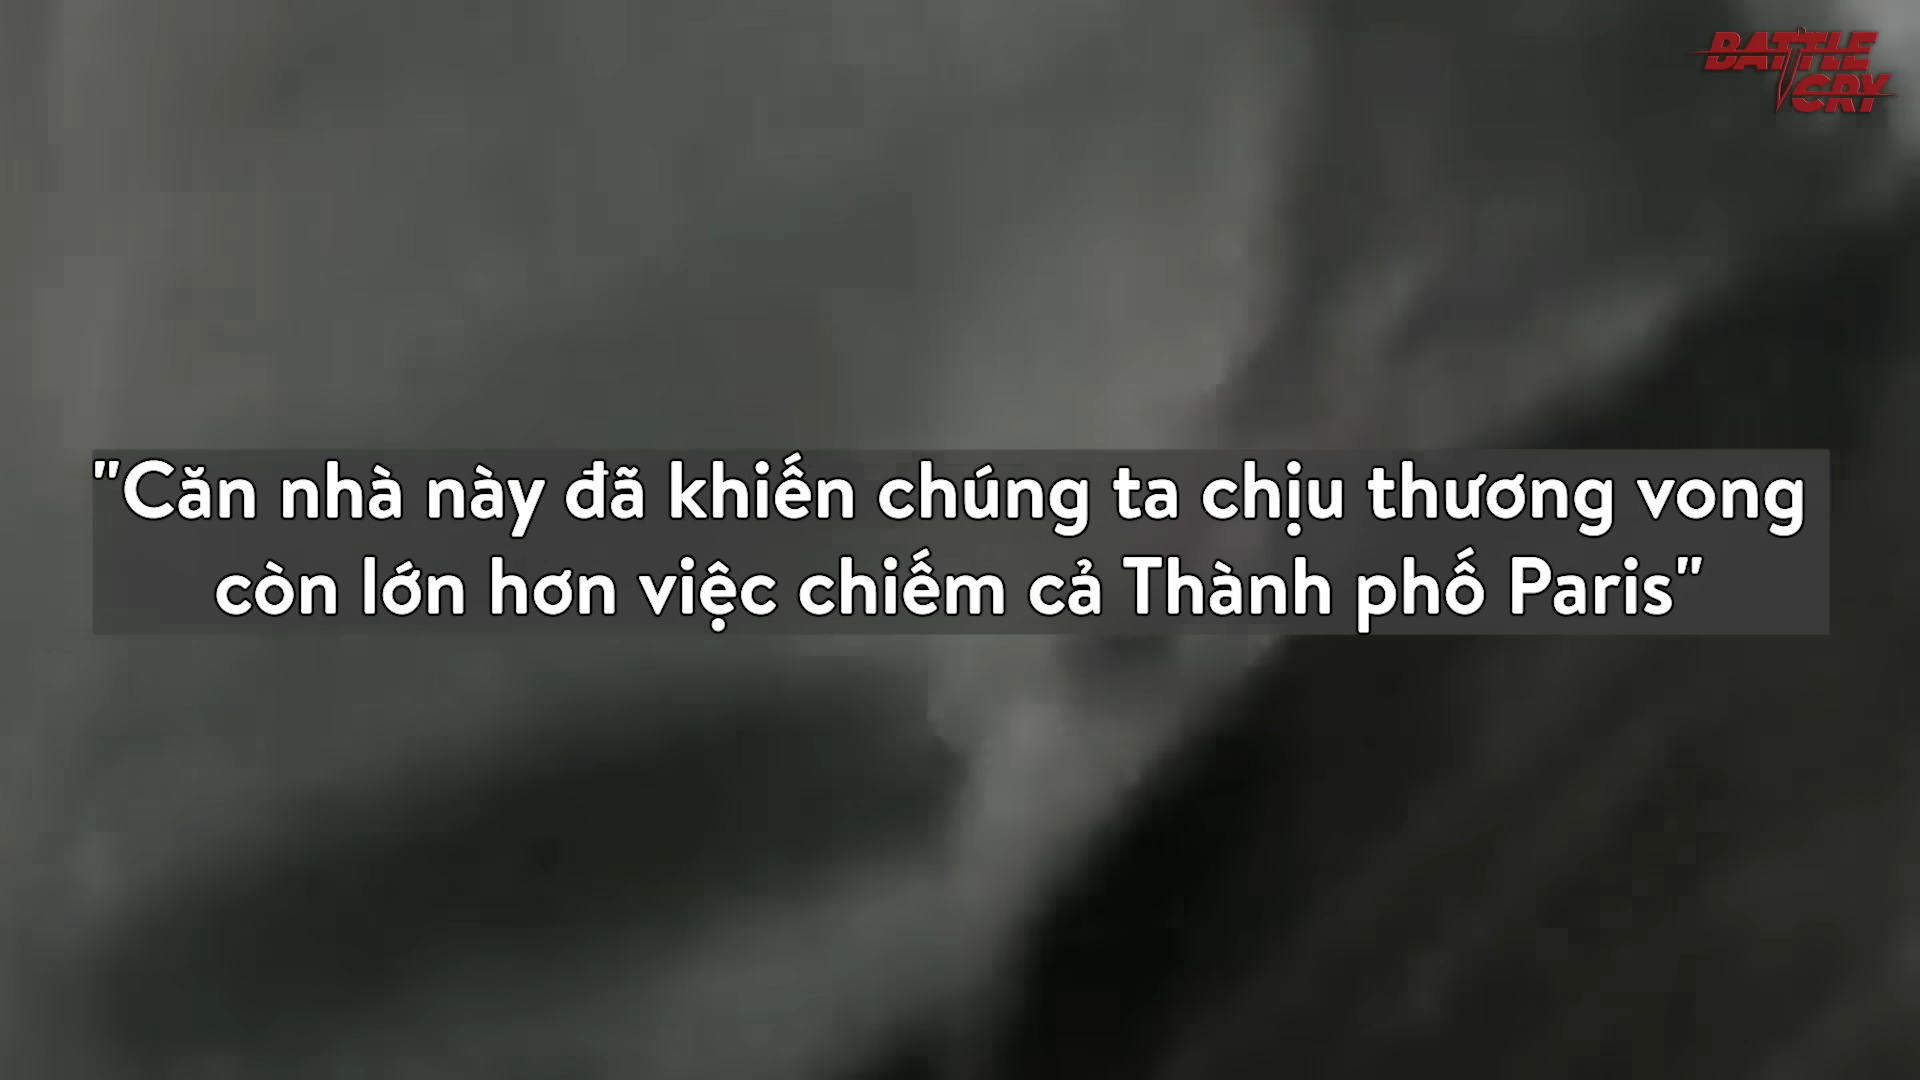 BATTLE
CRY
"Căn nhà này đã khiến chúng ta chịu thương vong
còn lớn hơn việc chiếm cả Thành phố Paris"